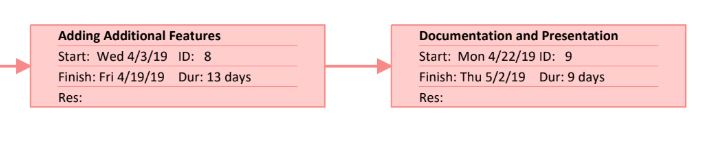 Adding Additional Features
Start: Wed 4/3/19 ID: 8
Finish: Fri 4/19/19 Dur: 13 days
Res:
Documentation and Presentation
Start: Mon 4/22/19 ID: 9
Finish: Thu 5/2/19 Dur: 9 days
Res: